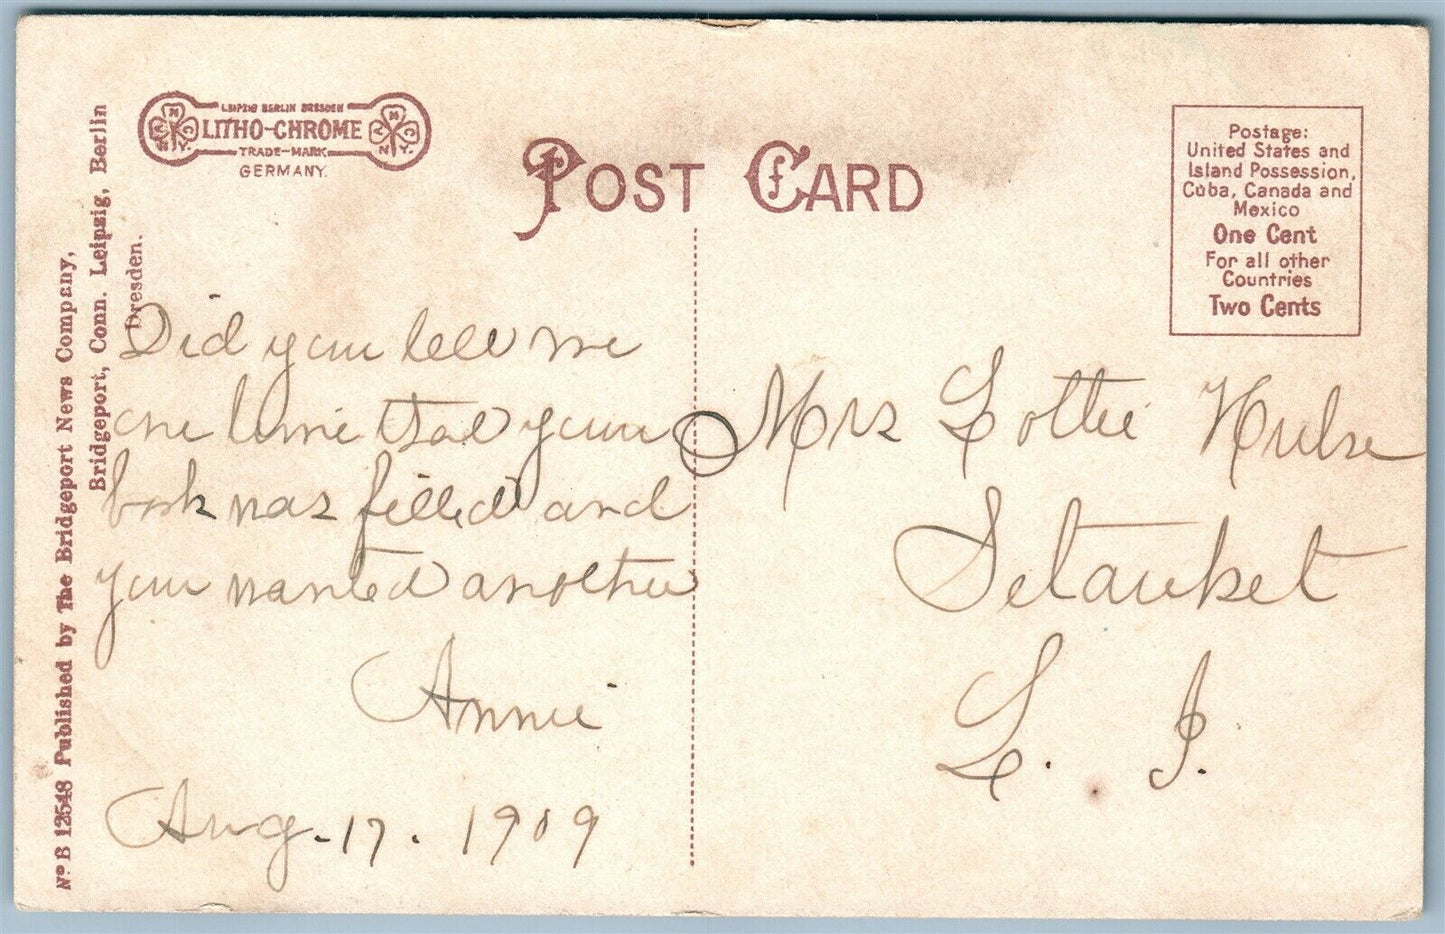 LEIPZIG BERLIN DRESDEN
LITHO-CHROME
TRADE-MARK
GERMANY.
POST CARD
Postage:
United States and
Island Possession,
Cuba, Canada and
Mexico
One Cent
For all other
Countries
Two Cents
Nº B 12548 Published by The Bridgeport News Company,
Bridgeport, Conn. Leipzig, Berlin
Dresden.
Did you tell me
one time that your
book was filled and
you wanted another
Annie
Aug-17. 1909
Mrs Lottie Hulse
Setauket
L. I.